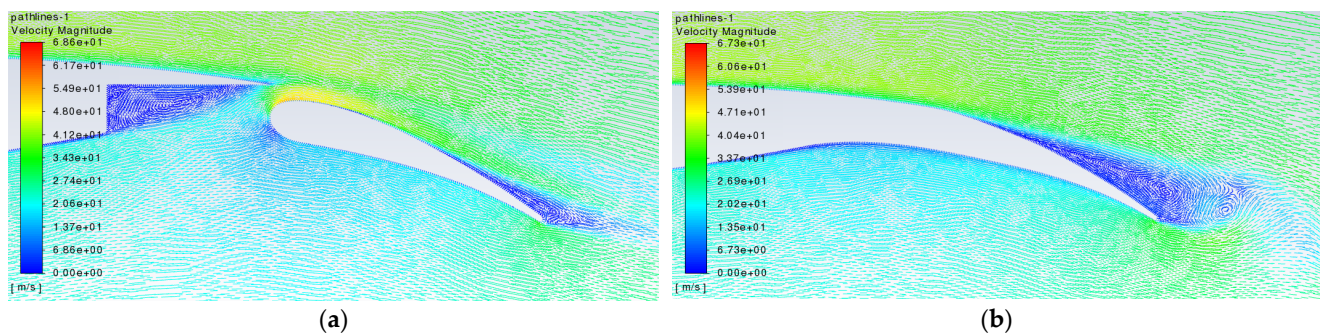 pathlines-1
Velocity Magnitude
6.86e+01
6.17e+01
5.49e+01
4.80e+01
4.12e+01
3.43e+01
2.74e+01
2.06e+01
1.37e+01
6.86e+00
0.00e+00
[ m/s ]
(a)
pathlines-1
Velocity Magnitude
6.73e+01
6.06e+01
5.39e+01
4.71e+01
4.04e+01
3.37e+01
2.69e+01
2.02e+01
1.35e+01
6.73e+00
0.00e+00
[ m/s ]
(b)